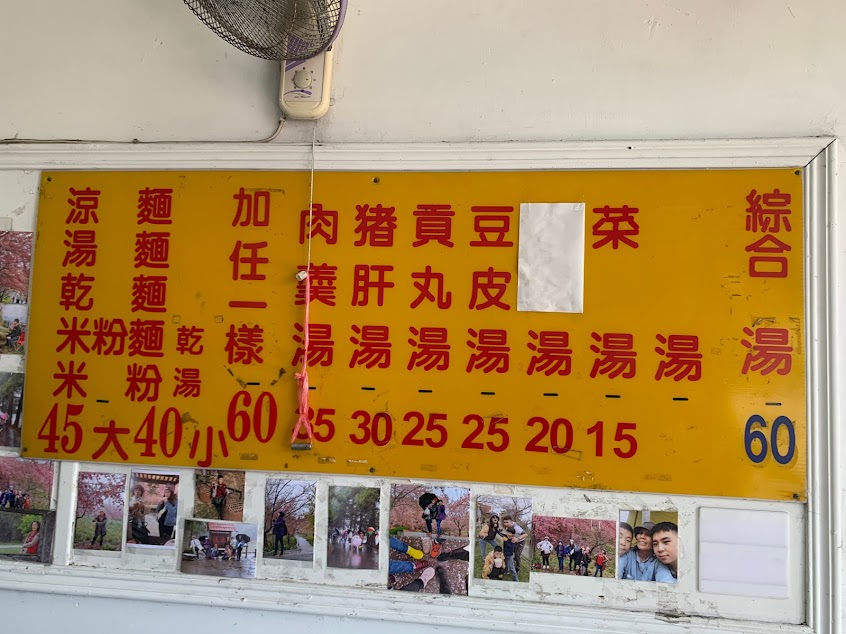 涼麵
湯麵
乾麵
米粉麵乾
米粉湯
45大40小
加任一樣
60
肉羹湯
35
猪肝湯
30
貢丸湯
25
豆皮湯
25
湯
20
菜湯
15
湯
綜合湯
60